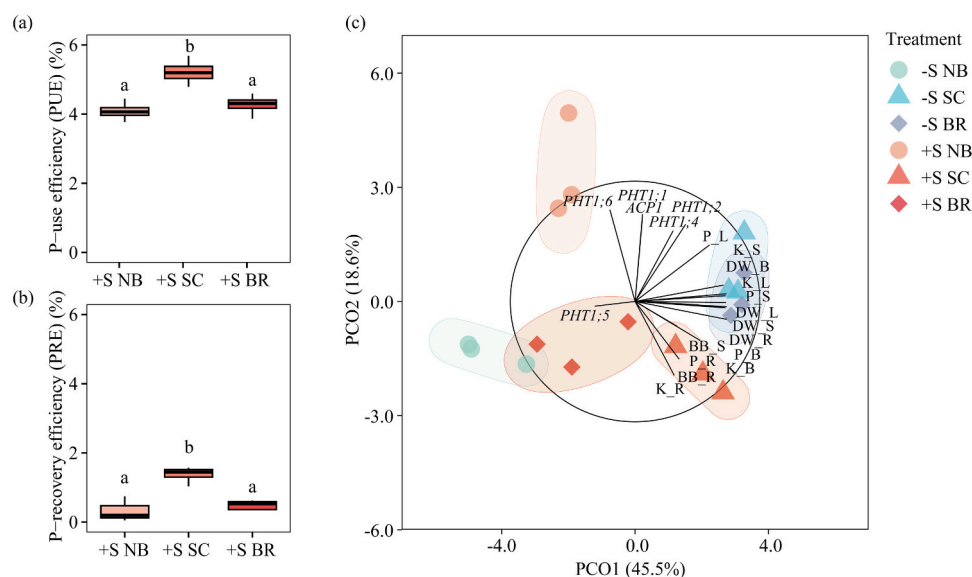 (a)
P−use efficiency (PUE) (%)
6
4
2
0
a
b
a
+S NB
+S SC
+S BR
(b)
P−recovery efficiency (PRE) (%)
6
4
2
0
a
b
a
+S NB
+S SC
+S BR
(c)
PCO2 (18.6%)
6.0
3.0
0.0
-3.0
-6.0
PHT1;1
PHT1;6
ACP1
PHT1;2
PHT1;4
P_L
K_S
DW_B
K_L
P_S
PHT1;5
DW_L
DW_S
BB_S
DW_R
P_R
P_B
BB_R
K_B
K_R
-4.0
0.0
4.0
PCO1 (45.5%)
Treatment
-S NB
-S SC
-S BR
+S NB
+S SC
+S BR